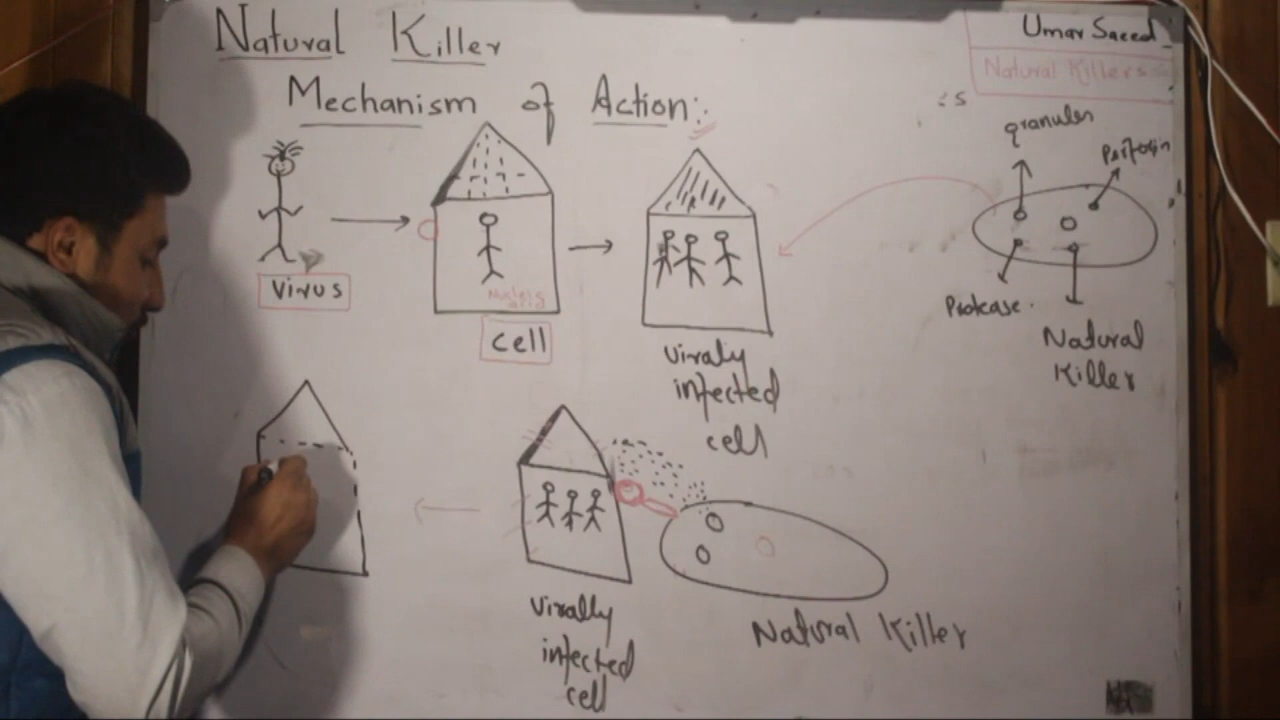 Natural Killer
Mechanism of Action:
Umar Saeed
Natural Killers
is
granules
Perforin
Virus
cell
Virally
infected
cell
Protease.
Natural
Killer
Virally
infected
cell
Natural Killer